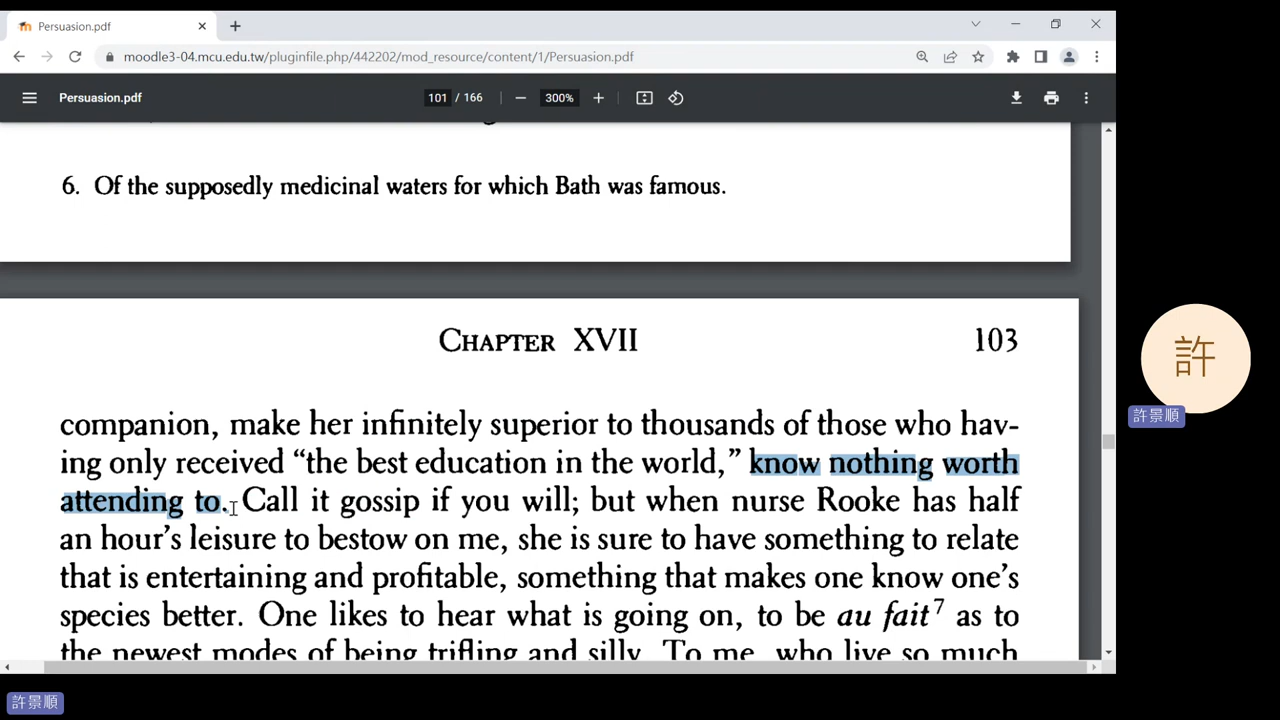 Persuasion.pdf
moodle3-04.mcu.edu.tw/pluginfile.php/442202/mod_resource/content/1/Persuasion.pdf
Persuasion.pdf
101 / 166
300%
6. Of the supposedly medicinal waters for which Bath was famous.
CHAPTER XVII 103
companion, make her infinitely superior to thousands of those who hav-
ing only received “the best education in the world,” know nothing worth
attending to. Call it gossip if you will; but when nurse Rooke has half
an hour’s leisure to bestow on me, she is sure to have something to relate
that is entertaining and profitable, something that makes one know one’s
species better. One likes to hear what is going on, to be au fait7 as to
the newest modes of being trifling and silly. To me, who live so much
許
許景順
許景順